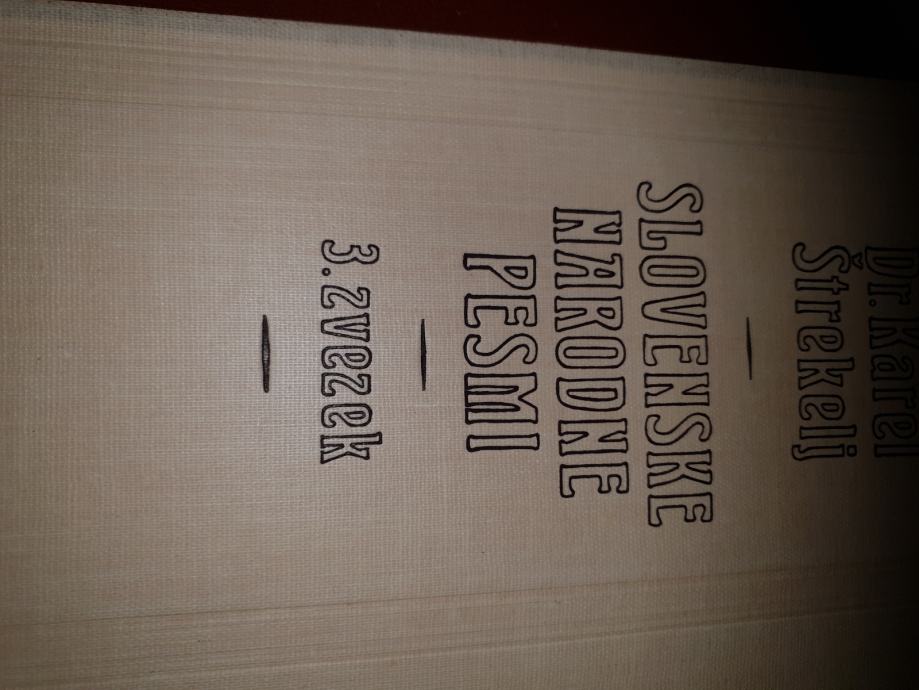 Dr. Karel
Štrekelj
SLOVENSKE
NARODNE
PESMI
3. zvezek